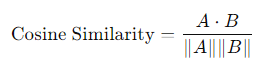 Cosine Similarity = A · B / ‖A‖‖B‖